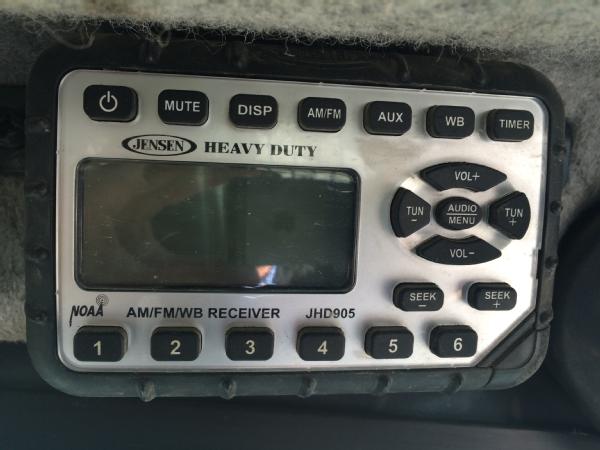 MUTE DISP AM/FM AUX WB TIMER
JENSEN HEAVY DUTY
VOL+
TUN - AUDIO/MENU TUN +
VOL-
SEEK - SEEK +
NOAA AM/FM/WB RECEIVER JHD905
1 2 3 4 5 6